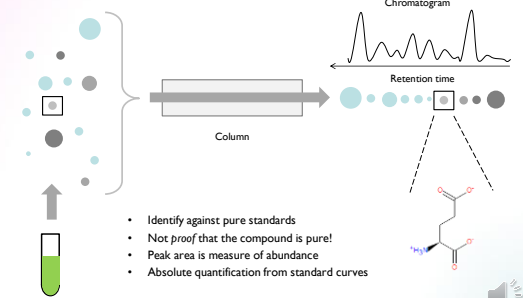 Chromatogram
Retention time
Column
• Identify against pure standards
• Not proof that the compound is pure!
• Peak area is measure of abundance
• Absolute quantification from standard curves
O
O⁻
⁺H₃N
O⁻
O